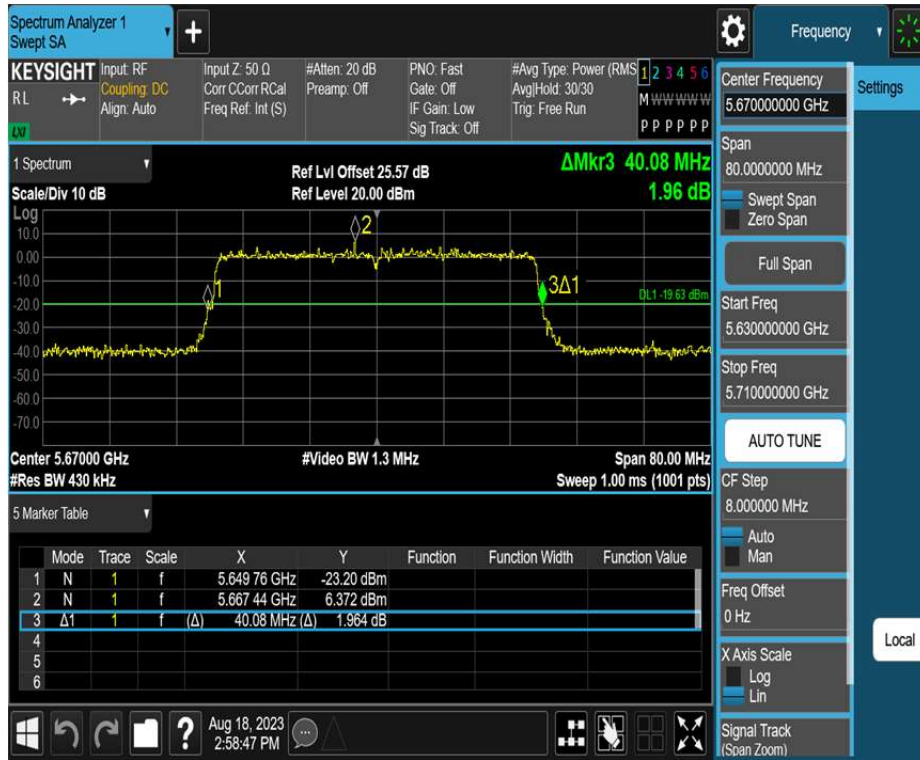 Spectrum Analyzer 1
Swept SA
+
Frequency
KEYSIGHT
RL
LXI
Input: RF
Coupling: DC
Align: Auto
Input Z: 50 Ω
Corr CCorr RCal
Freq Ref: Int (S)
#Atten: 20 dB
Preamp: Off
PNO: Fast
Gate: Off
IF Gain: Low
Sig Track: Off
#Avg Type: Power (RMS
Avg|Hold: 30/30
Trig: Free Run
1 2 3 4 5 6
M W W W W W
P P P P P P
1 Spectrum
Scale/Div 10 dB
Ref Lvl Offset 25.57 dB
Ref Level 20.00 dBm
ΔMkr3 40.08 MHz
1.96 dB
Log
10.0
0.00
-10.0
-20.0
-30.0
-40.0
-50.0
-60.0
-70.0
2
1
3Δ1
DL1 -19.63 dBm
Center 5.67000 GHz
#Video BW 1.3 MHz
Span 80.00 MHz
#Res BW 430 kHz
Sweep 1.00 ms (1001 pts)
5 Marker Table
Mode Trace Scale X Y Function Function Width Function Value
1 N 1 f 5.649 76 GHz -23.20 dBm
2 N 1 f 5.667 44 GHz 6.372 dBm
3 Δ1 1 f (Δ) 40.08 MHz (Δ) 1.964 dB
4
5
6
?
Aug 18, 2023
2:58:47 PM
Center Frequency
5.670000000 GHz
Settings
Span
80.0000000 MHz
Swept Span
Zero Span
Full Span
Start Freq
5.630000000 GHz
Stop Freq
5.710000000 GHz
AUTO TUNE
CF Step
8.000000 MHz
Auto
Man
Freq Offset
0 Hz
Local
X Axis Scale
Log
Lin
Signal Track
(Span Zoom)